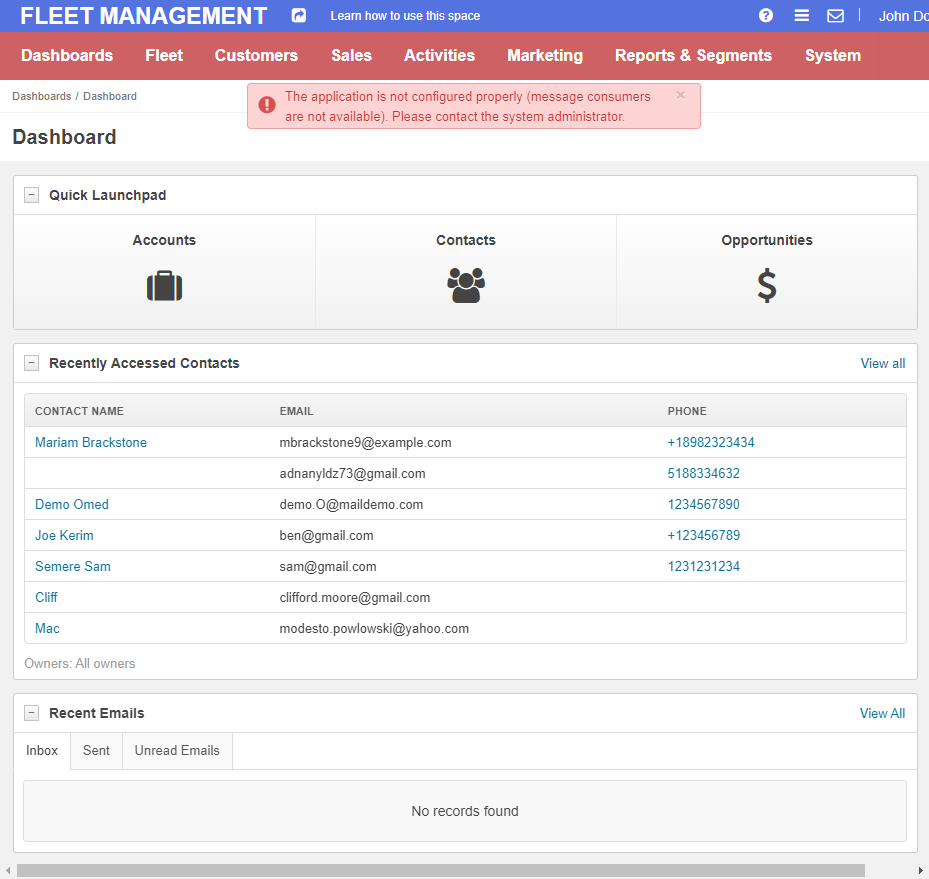 FLEET MANAGEMENT Learn how to use this space John Do
Dashboards Fleet Customers Sales Activities Marketing Reports & Segments System
Dashboards / Dashboard
The application is not configured properly (message consumers
are not available). Please contact the system administrator.
Dashboard
Quick Launchpad
Accounts Contacts Opportunities
Recently Accessed Contacts View all
CONTACT NAME EMAIL PHONE
Mariam Brackstone mbrackstone9@example.com +18982323434
adnanyldz73@gmail.com 5188334632
Demo Omed demo.O@maildemo.com 1234567890
Joe Kerim ben@gmail.com +123456789
Semere Sam sam@gmail.com 1231231234
Cliff clifford.moore@gmail.com
Mac modesto.powlowski@yahoo.com
Owners: All owners
Recent Emails View All
Inbox Sent Unread Emails
No records found